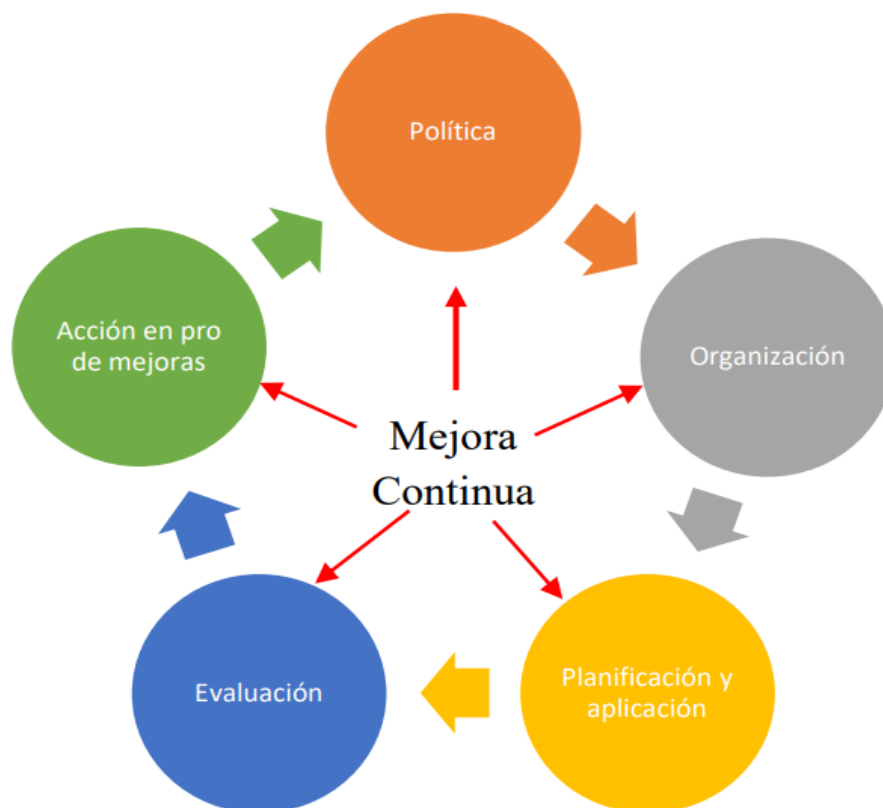 Política
Organización
Planificación y
aplicación
Evaluación
Acción en pro
de mejoras
Mejora
Continua